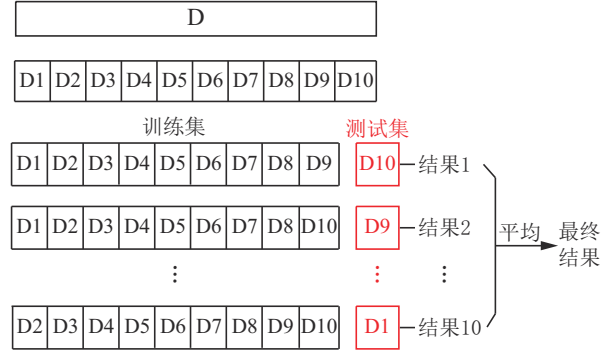 D
D1 D2 D3 D4 D5 D6 D7 D8 D9 D10
训练集 测试集
D1 D2 D3 D4 D5 D6 D7 D8 D9 D10 结果1
D1 D2 D3 D4 D5 D6 D7 D8 D10 D9 结果2
平均 最终
结果
⋮ ⋮ ⋮
D2 D3 D4 D5 D6 D7 D8 D9 D10 D1 结果10